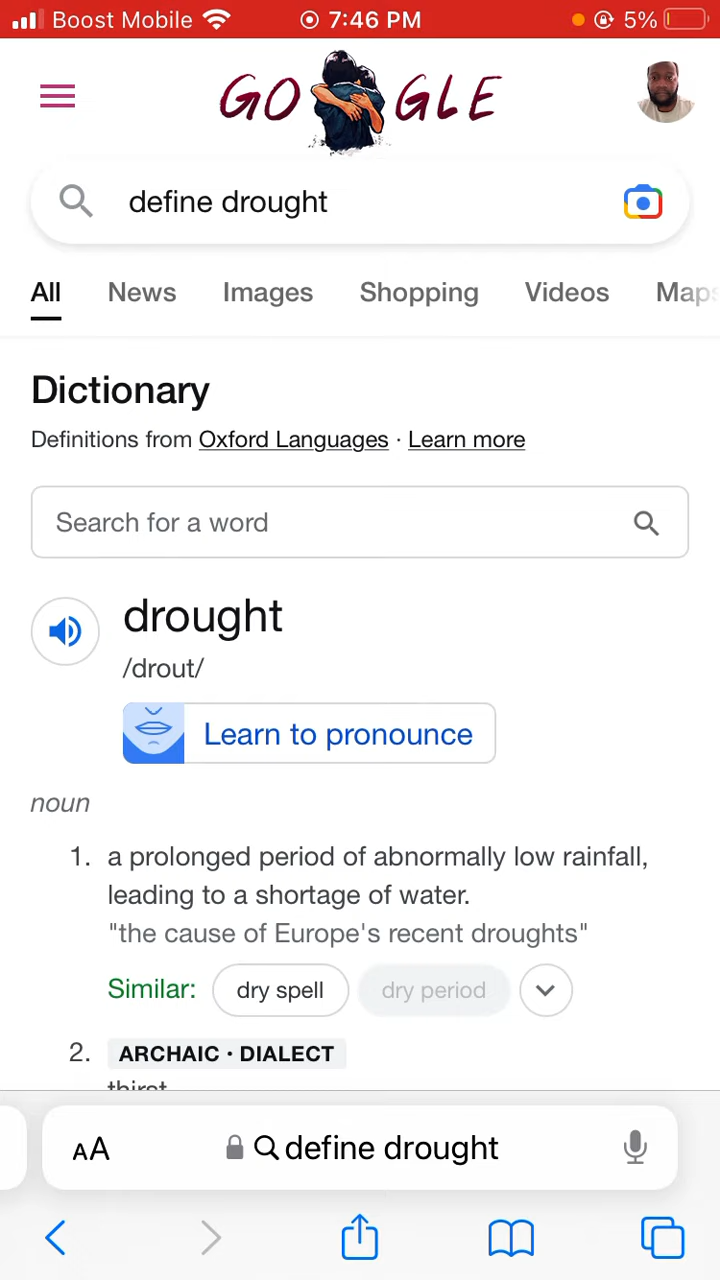 Boost Mobile 7:46 PM 5%
GO GLE
define drought
All News Images Shopping Videos Maps
Dictionary
Definitions from Oxford Languages · Learn more
Search for a word
drought
/drout/
Learn to pronounce
noun
1. a prolonged period of abnormally low rainfall,
leading to a shortage of water.
"the cause of Europe's recent droughts"
Similar: dry spell dry period
2. ARCHAIC · DIALECT
thirst
AA define drought